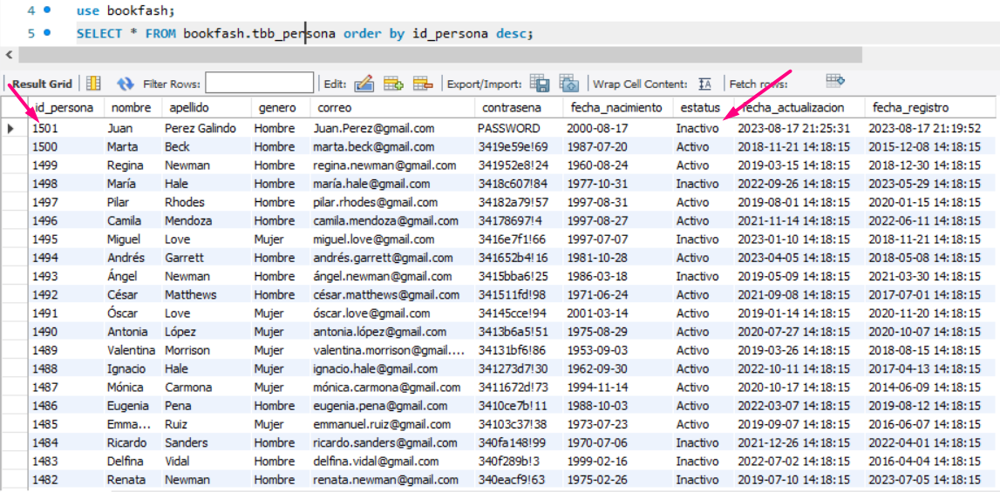 4 use bookfash;
5 SELECT * FROM bookfash.tbb_persona order by id_persona desc;
Result Grid Filter Rows: Edit: Export/Import: Wrap Cell Content: Fetch rows:
id_persona nombre apellido genero correo contrasena fecha_nacimiento estatus fecha_actualizacion fecha_registro
1501 Juan Perez Galindo Hombre Juan.Perez@gmail.com PASSWORD 2000-08-17 Inactivo 2023-08-17 21:25:31 2023-08-17 21:19:52
1500 Marta Beck Hombre marta.beck@gmail.com 3419e59e!69 1987-07-20 Activo 2018-11-21 14:18:15 2015-12-08 14:18:15
1499 Regina Newman Hombre regina.newman@gmail.com 341952e8!24 1960-08-24 Activo 2019-03-15 14:18:15 2018-12-30 14:18:15
1498 María Hale Hombre maría.hale@gmail.com 3418c607!84 1977-10-31 Inactivo 2022-09-26 14:18:15 2023-05-29 14:18:15
1497 Pilar Rhodes Hombre pilar.rhodes@gmail.com 34182a79!57 1997-08-31 Activo 2019-08-01 14:18:15 2020-01-15 14:18:15
1496 Camila Mendoza Hombre camila.mendoza@gmail.com 34178697!4 1997-08-27 Activo 2021-11-14 14:18:15 2022-06-11 14:18:15
1495 Miguel Love Mujer miguel.love@gmail.com 3416e7f1!66 1997-07-07 Inactivo 2023-01-10 14:18:15 2018-11-21 14:18:15
1494 Andrés Garrett Hombre andrés.garrett@gmail.com 341652b4!16 1981-10-28 Activo 2023-04-05 14:18:15 2018-05-08 14:18:15
1493 Ángel Newman Hombre ángel.newman@gmail.com 3415bba6!25 1986-03-18 Inactivo 2019-05-09 14:18:15 2021-03-30 14:18:15
1492 César Matthews Hombre césar.matthews@gmail.com 341511fd!98 1971-06-24 Activo 2021-09-08 14:18:15 2017-07-01 14:18:15
1491 Óscar Love Mujer óscar.love@gmail.com 34145cce!94 2001-03-14 Activo 2019-01-14 14:18:15 2020-11-20 14:18:15
1490 Antonia López Mujer antonia.lópez@gmail.com 3413b6a5!51 1975-08-29 Activo 2020-07-27 14:18:15 2020-10-07 14:18:15
1489 Valentina Morrison Mujer valentina.morrison@gmail.... 34131bf6!86 1953-09-03 Activo 2019-03-26 14:18:15 2018-08-15 14:18:15
1488 Ignacio Hale Mujer ignacio.hale@gmail.com 341273d7!30 1962-09-30 Activo 2022-10-11 14:18:15 2017-04-13 14:18:15
1487 Mónica Carmona Mujer mónica.carmona@gmail.com 3411672d!73 1994-11-14 Activo 2020-10-17 14:18:15 2014-06-09 14:18:15
1486 Eugenia Pena Hombre eugenia.pena@gmail.com 3410ce7b!11 1988-10-03 Activo 2022-03-07 14:18:15 2019-08-12 14:18:15
1485 Emma... Ruiz Mujer emmanuel.ruiz@gmail.com 34103c37!38 1973-07-23 Activo 2019-09-07 14:18:15 2016-06-07 14:18:15
1484 Ricardo Sanders Hombre ricardo.sanders@gmail.com 340fa148!99 1970-07-06 Inactivo 2021-12-26 14:18:15 2022-04-01 14:18:15
1483 Delfina Vidal Hombre delfina.vidal@gmail.com 340f289b!3 1999-02-16 Inactivo 2022-07-02 14:18:15 2016-04-04 14:18:15
1482 Renata Newman Hombre renata.newman@gmail.com 340eacf9!63 1975-02-26 Inactivo 2019-07-10 14:18:15 2023-07-05 14:18:15